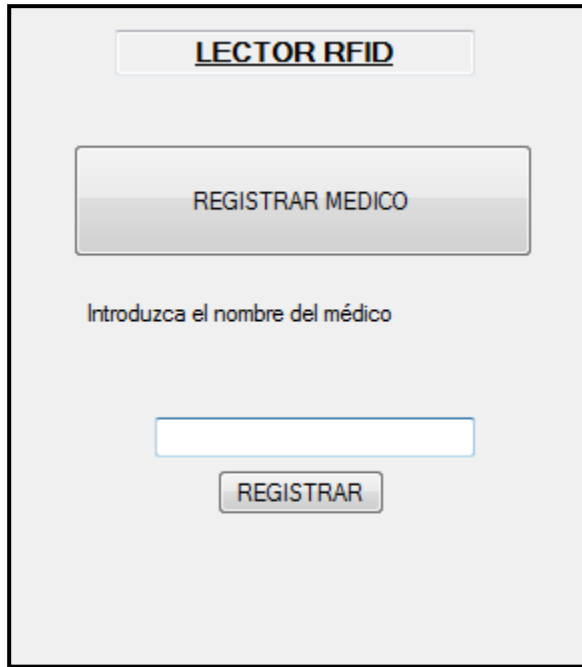 LECTOR RFID
REGISTRAR MEDICO
Introduzca el nombre del médico
REGISTRAR